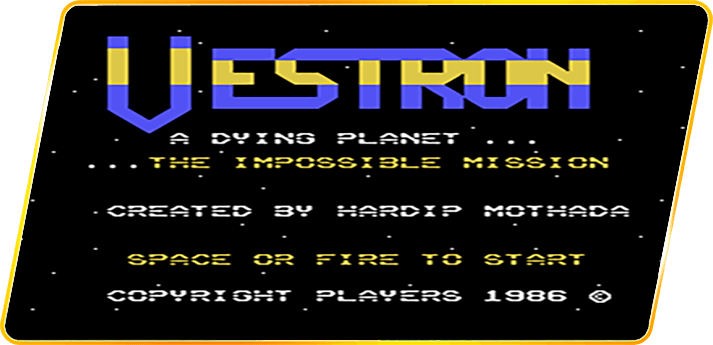 VESTRON
A DYING PLANET ...
...THE IMPOSSIBLE MISSION
CREATED BY HARDIP MOTHADA
SPACE OR FIRE TO START
COPYRIGHT PLAYERS 1986 ©